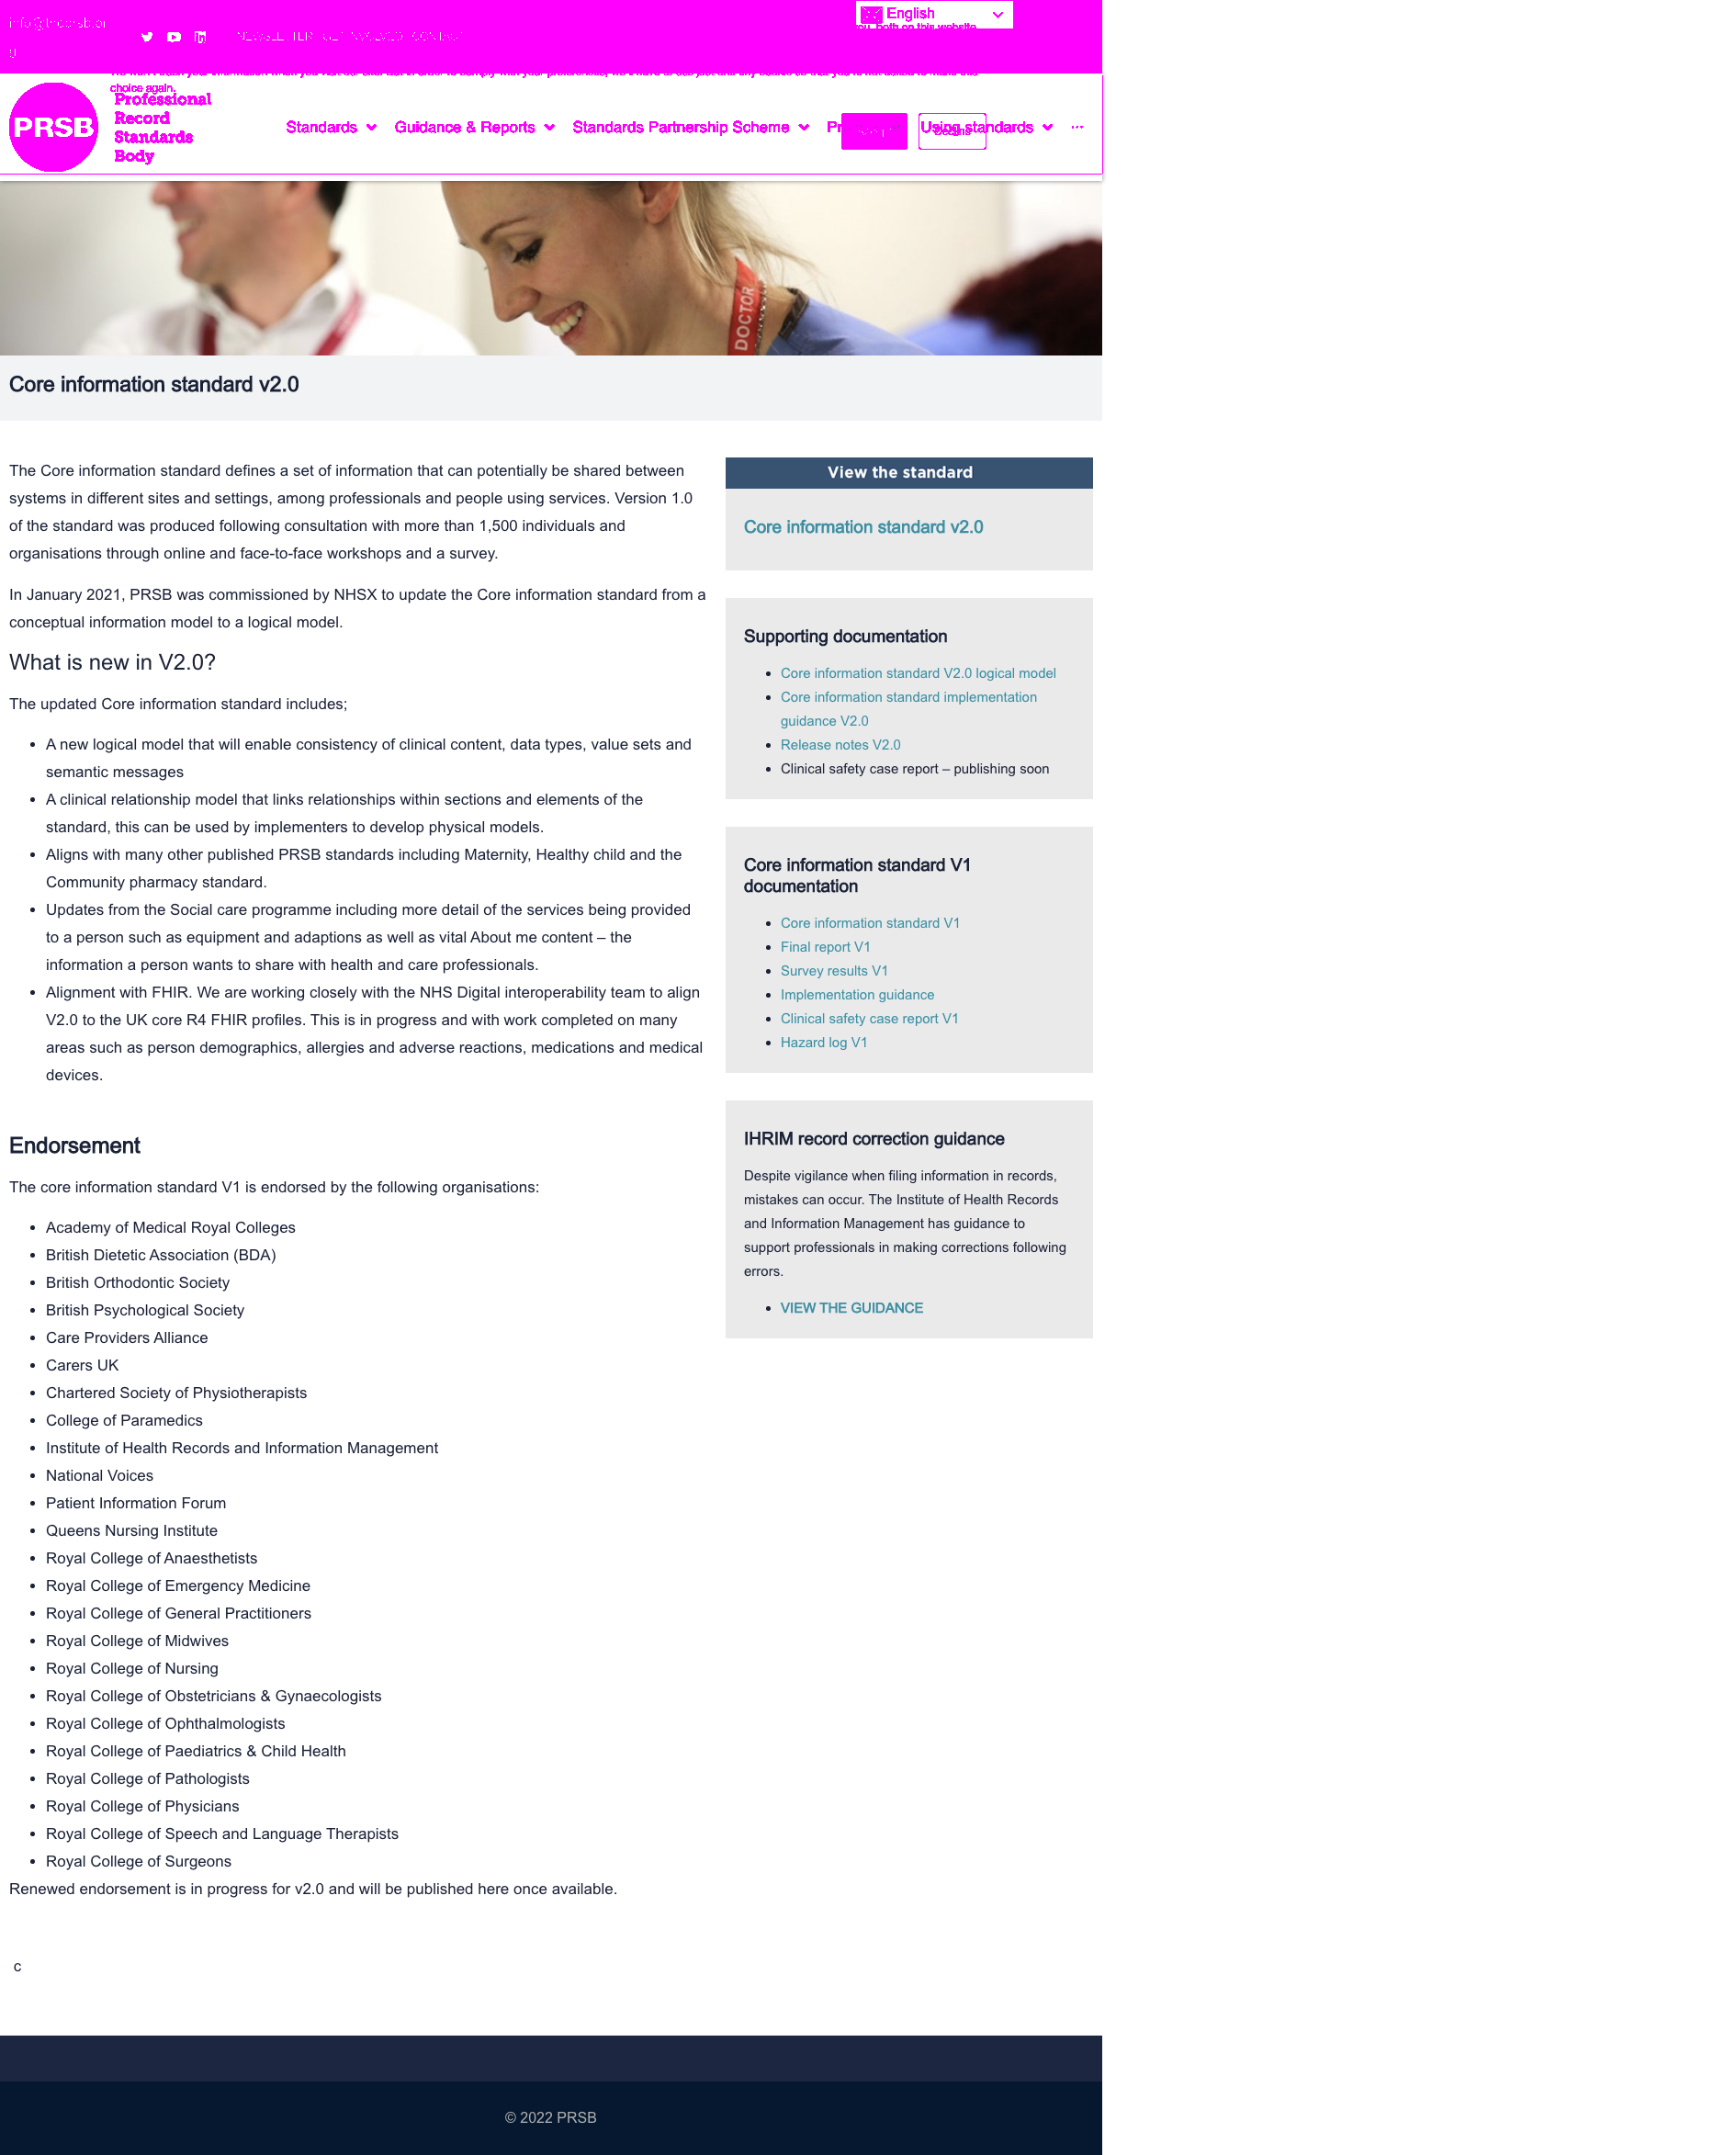 English
you, both on this website
NEWSLETTER GET INVOLVED CONTACT
choice again.
PRSB
Professional
Record
Standards
Body
Standards Guidance & Reports Standards Partnership Scheme Using standards ...
Decline
DOCTOR
Core information standard v2.0
The Core information standard defines a set of information that can potentially be shared between
systems in different sites and settings, among professionals and people using services. Version 1.0
of the standard was produced following consultation with more than 1,500 individuals and
organisations through online and face-to-face workshops and a survey.
In January 2021, PRSB was commissioned by NHSX to update the Core information standard from a
conceptual information model to a logical model.
What is new in V2.0?
The updated Core information standard includes;
• A new logical model that will enable consistency of clinical content, data types, value sets and
semantic messages
• A clinical relationship model that links relationships within sections and elements of the
standard, this can be used by implementers to develop physical models.
• Aligns with many other published PRSB standards including Maternity, Healthy child and the
Community pharmacy standard.
• Updates from the Social care programme including more detail of the services being provided
to a person such as equipment and adaptions as well as vital About me content – the
information a person wants to share with health and care professionals.
• Alignment with FHIR. We are working closely with the NHS Digital interoperability team to align
V2.0 to the UK core R4 FHIR profiles. This is in progress and with work completed on many
areas such as person demographics, allergies and adverse reactions, medications and medical
devices.
Endorsement
The core information standard V1 is endorsed by the following organisations:
• Academy of Medical Royal Colleges
• British Dietetic Association (BDA)
• British Orthodontic Society
• British Psychological Society
• Care Providers Alliance
• Carers UK
• Chartered Society of Physiotherapists
• College of Paramedics
• Institute of Health Records and Information Management
• National Voices
• Patient Information Forum
• Queens Nursing Institute
• Royal College of Anaesthetists
• Royal College of Emergency Medicine
• Royal College of General Practitioners
• Royal College of Midwives
• Royal College of Nursing
• Royal College of Obstetricians & Gynaecologists
• Royal College of Ophthalmologists
• Royal College of Paediatrics & Child Health
• Royal College of Pathologists
• Royal College of Physicians
• Royal College of Speech and Language Therapists
• Royal College of Surgeons
Renewed endorsement is in progress for v2.0 and will be published here once available.
c
View the standard
Core information standard v2.0
Supporting documentation
• Core information standard V2.0 logical model
• Core information standard implementation
guidance V2.0
• Release notes V2.0
• Clinical safety case report – publishing soon
Core information standard V1
documentation
• Core information standard V1
• Final report V1
• Survey results V1
• Implementation guidance
• Clinical safety case report V1
• Hazard log V1
IHRIM record correction guidance
Despite vigilance when filing information in records,
mistakes can occur. The Institute of Health Records
and Information Management has guidance to
support professionals in making corrections following
errors.
• VIEW THE GUIDANCE
© 2022 PRSB